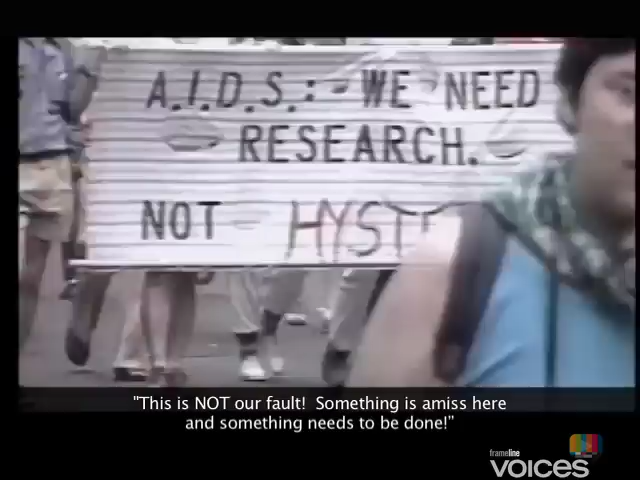 A.I.D.S.: - WE NEED
RESEARCH.
NOT - HYST
"This is NOT our fault! Something is amiss here
and something needs to be done!"
frameline
VOICES